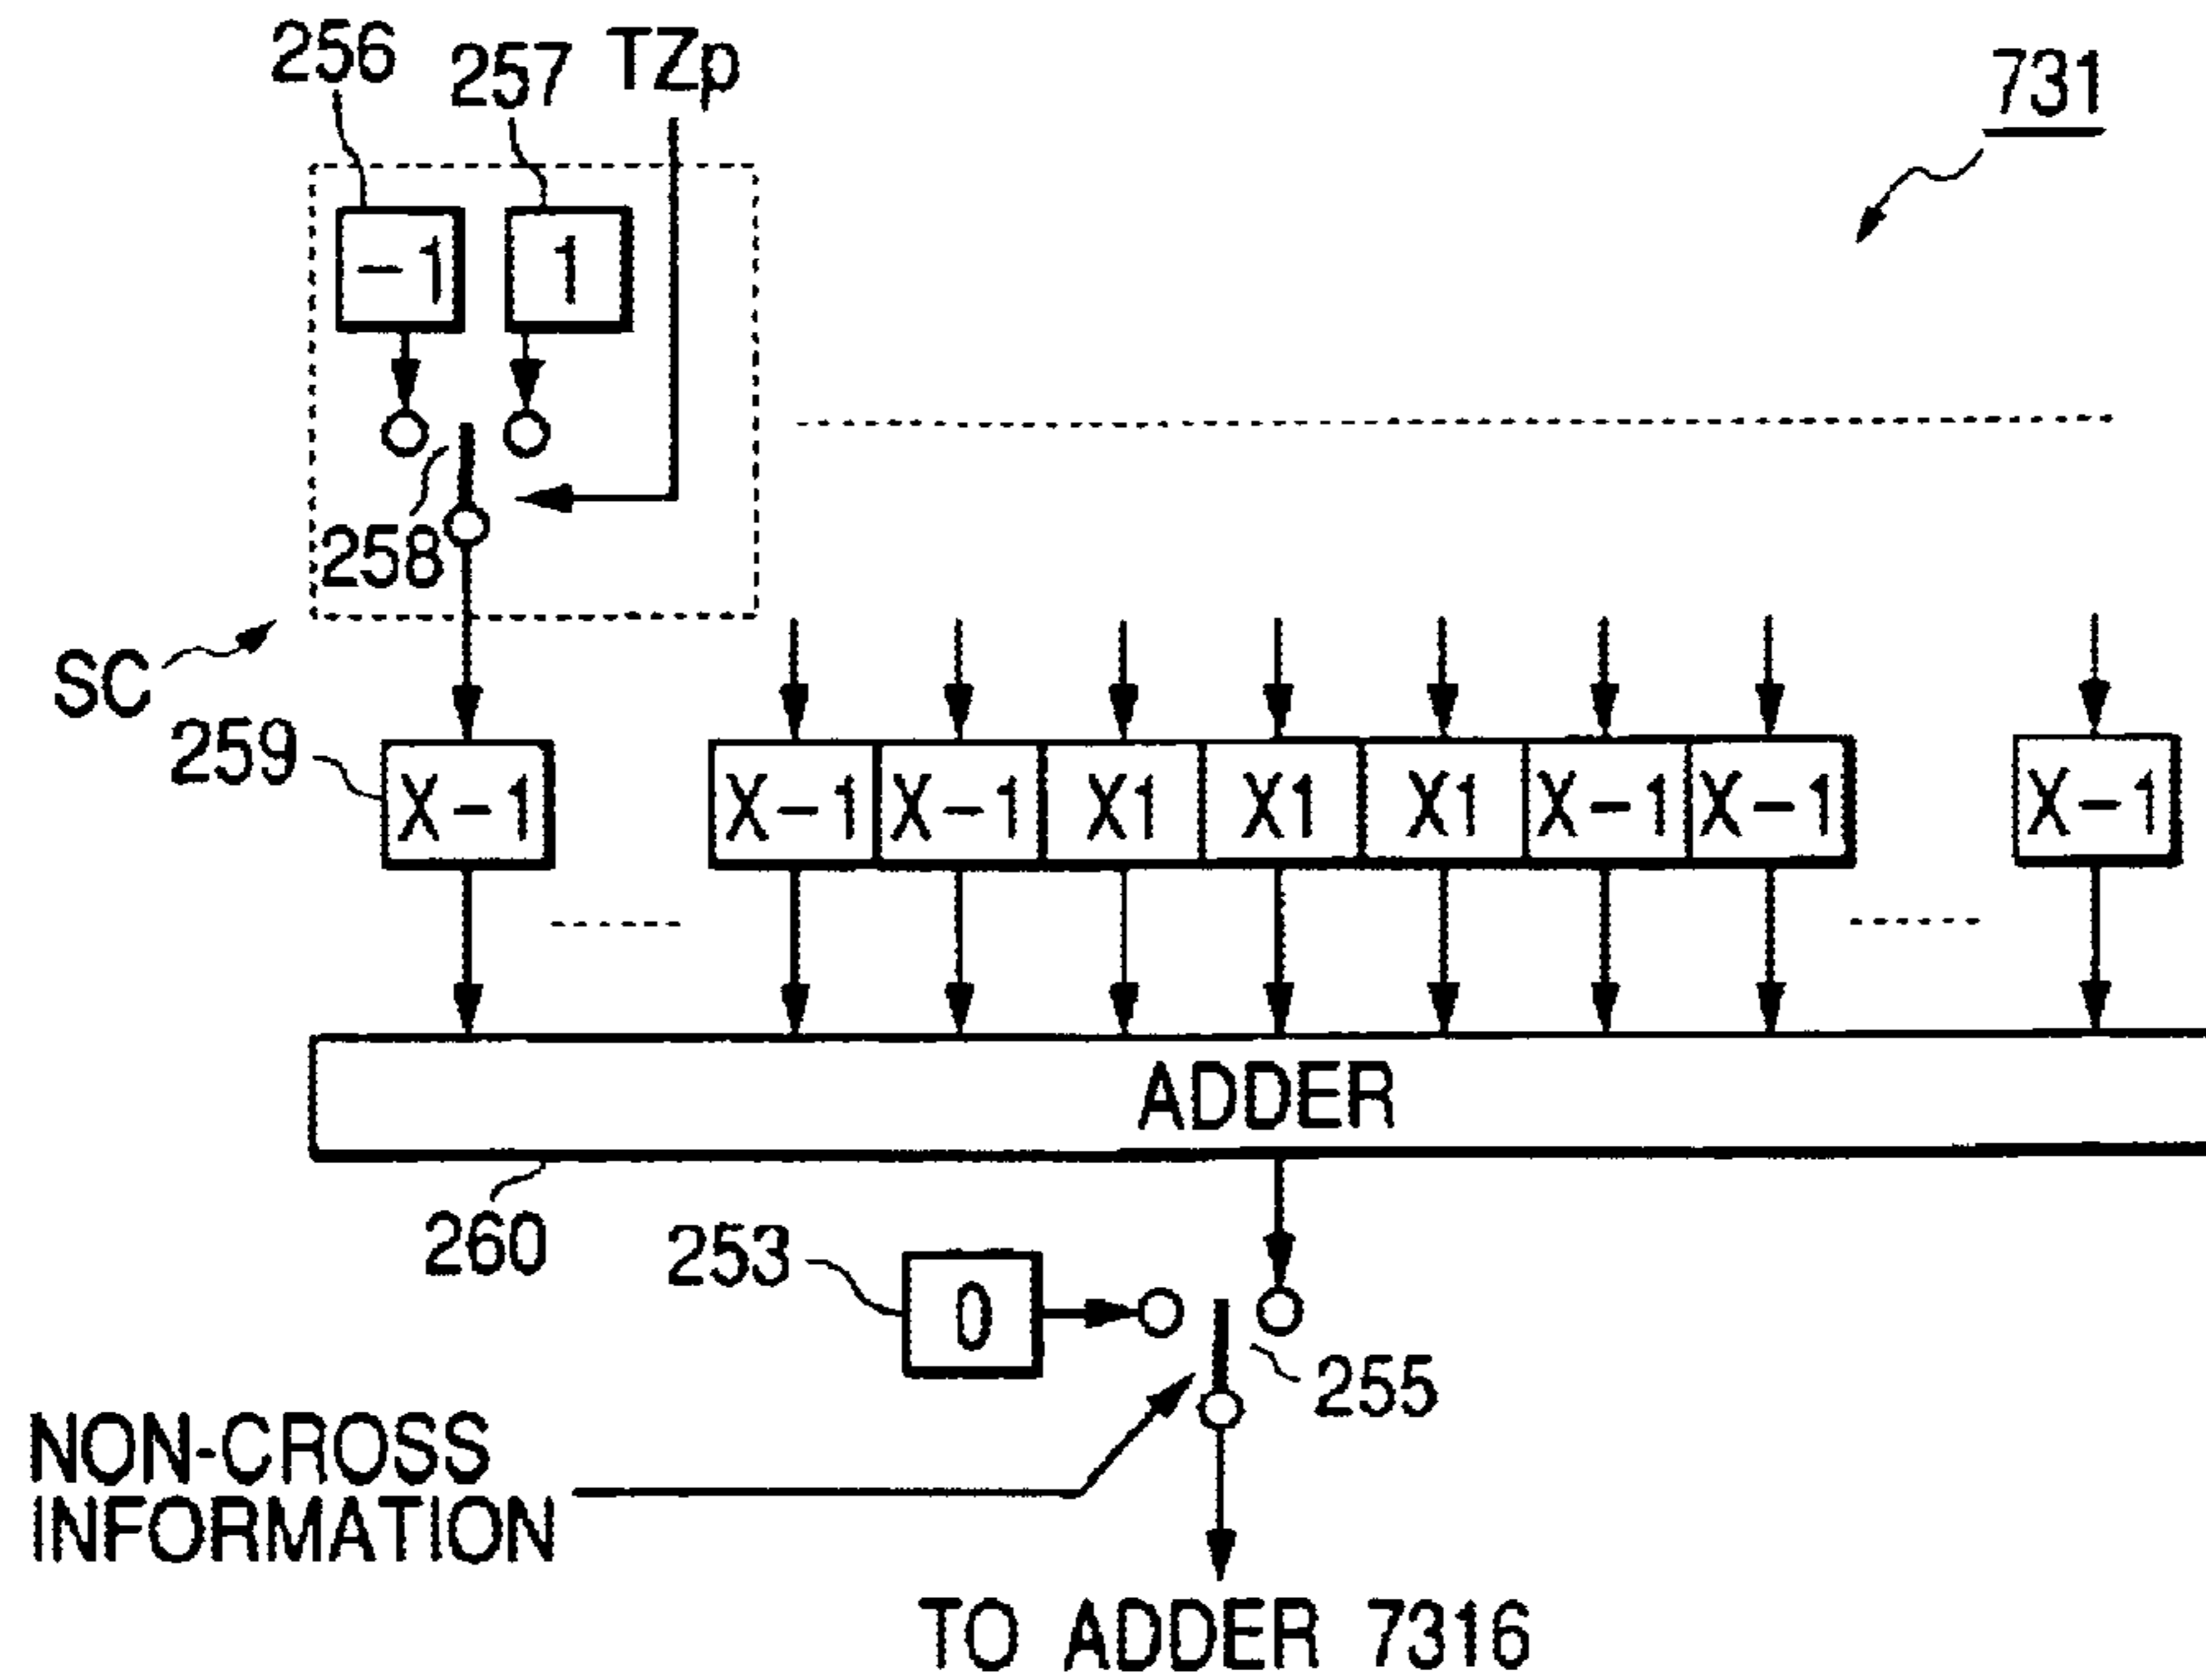 256 257 TZp
731
-1 1
258
SC
259
X-1 X-1 X-1 X1 X1 X1 X-1 X-1 X-1
ADDER
260
253
0
255
NON-CROSS
INFORMATION
TO ADDER 7316